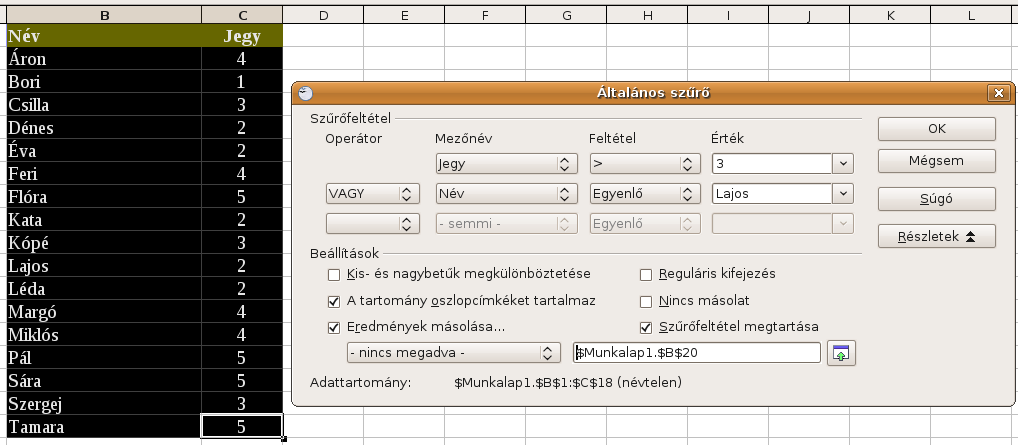 B C D E F G H I J K L
Név Jegy
Áron 4
Bori 1
Csilla 3
Dénes 2
Éva 2
Feri 4
Flóra 5
Kata 2
Kópé 3
Lajos 2
Léda 2
Margó 4
Miklós 4
Pál 5
Sára 5
Szergej 3
Tamara 5
Általános szűrő
Szűrőfeltétel
Operátor Mezőnév Feltétel Érték
Jegy > 3
VAGY Név Egyenlő Lajos
- semmi - Egyenlő
OK
Mégsem
Súgó
Részletek
Beállítások
Kis- és nagybetűk megkülönböztetése Reguláris kifejezés
A tartomány oszlopcímkéket tartalmaz Nincs másolat
Eredmények másolása... Szűrőfeltétel megtartása
- nincs megadva - $Munkalap1.$B$20
Adattartomány: $Munkalap1.$B$1:$C$18 (névtelen)